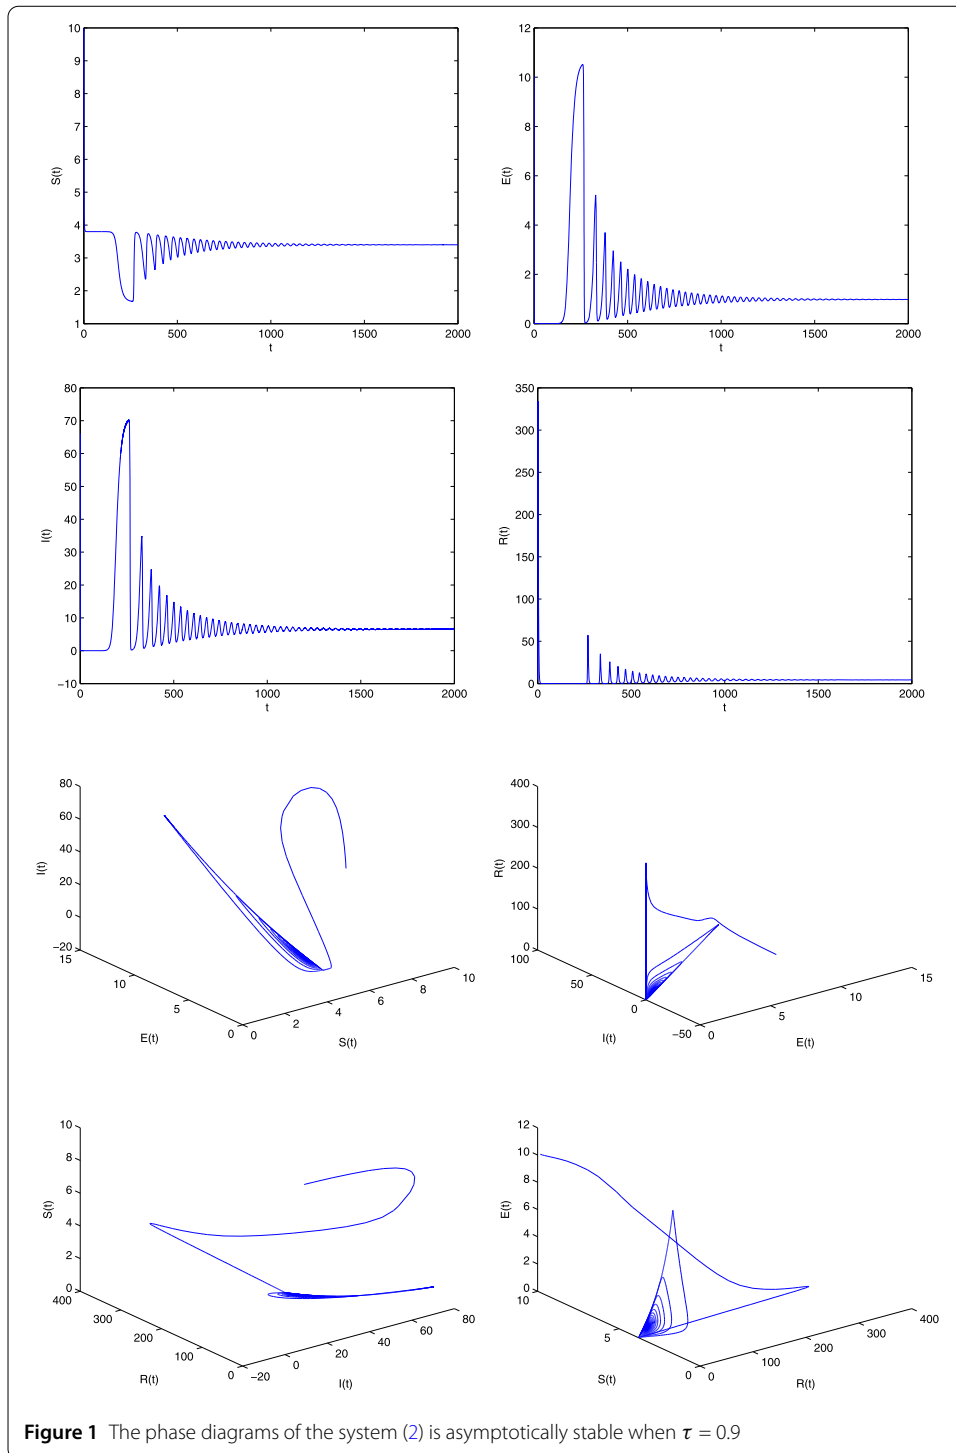 10
9
8
7
6
5
4
3
2
1
S(t)
0 500 1000 1500 2000
t
12
10
8
6
4
2
0
E(t)
0 500 1000 1500 2000
t
80
70
60
50
40
30
20
10
0
−10
I(t)
0 500 1000 1500 2000
t
350
300
250
200
150
100
50
0
R(t)
0 500 1000 1500 2000
t
80
60
40
20
0
−20
I(t)
15
10
5
0
E(t)
0 2 4 6 8 10
S(t)
400
300
200
100
0
R(t)
100
50
0
−50
I(t)
0 5 10 15
E(t)
10
8
6
4
2
0
S(t)
400
300
200
100
0
R(t)
−20 0 20 40 60 80
I(t)
12
10
8
6
4
2
0
E(t)
10
5
0
S(t)
0 100 200 300 400
R(t)
Figure 1 The phase diagrams of the system (2) is asymptotically stable when τ = 0.9